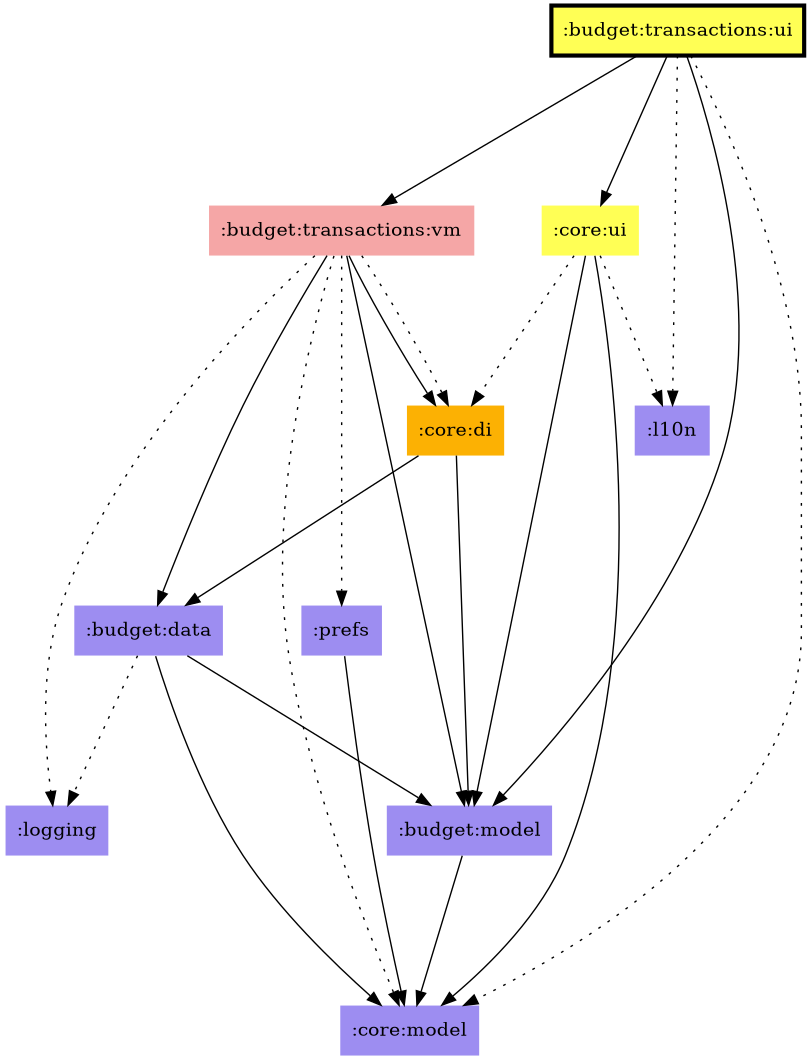 :budget:transactions:ui
:budget:transactions:vm
:core:ui
:core:di
:l10n
:budget:data
:prefs
:logging
:budget:model
:core:model